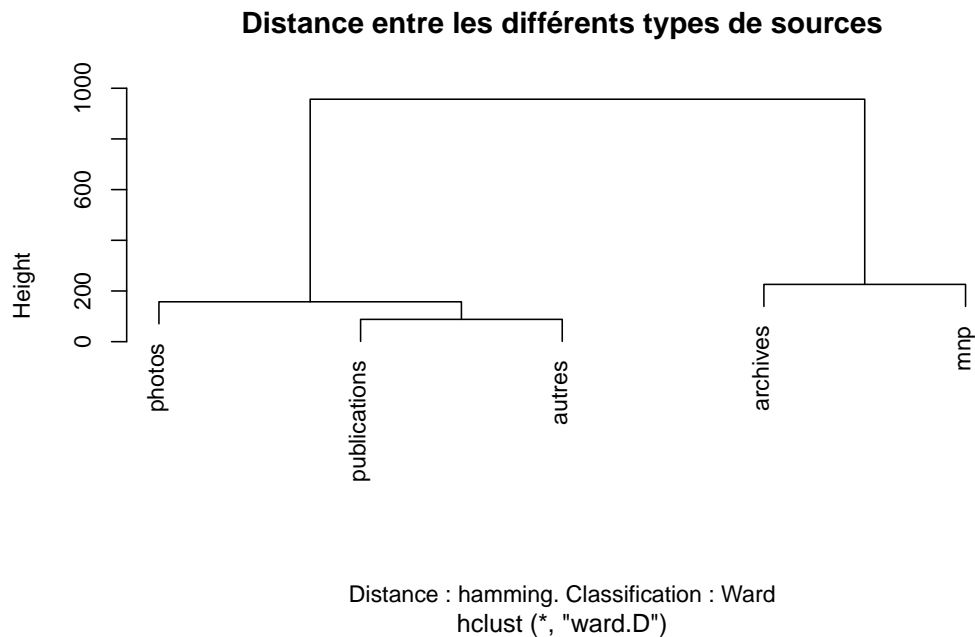 Distance entre les différents types de sources
Height
1000
600
200
0
photos
publications
autres
archives
mnp
Distance : hamming. Classification : Ward
hclust (*, "ward.D")